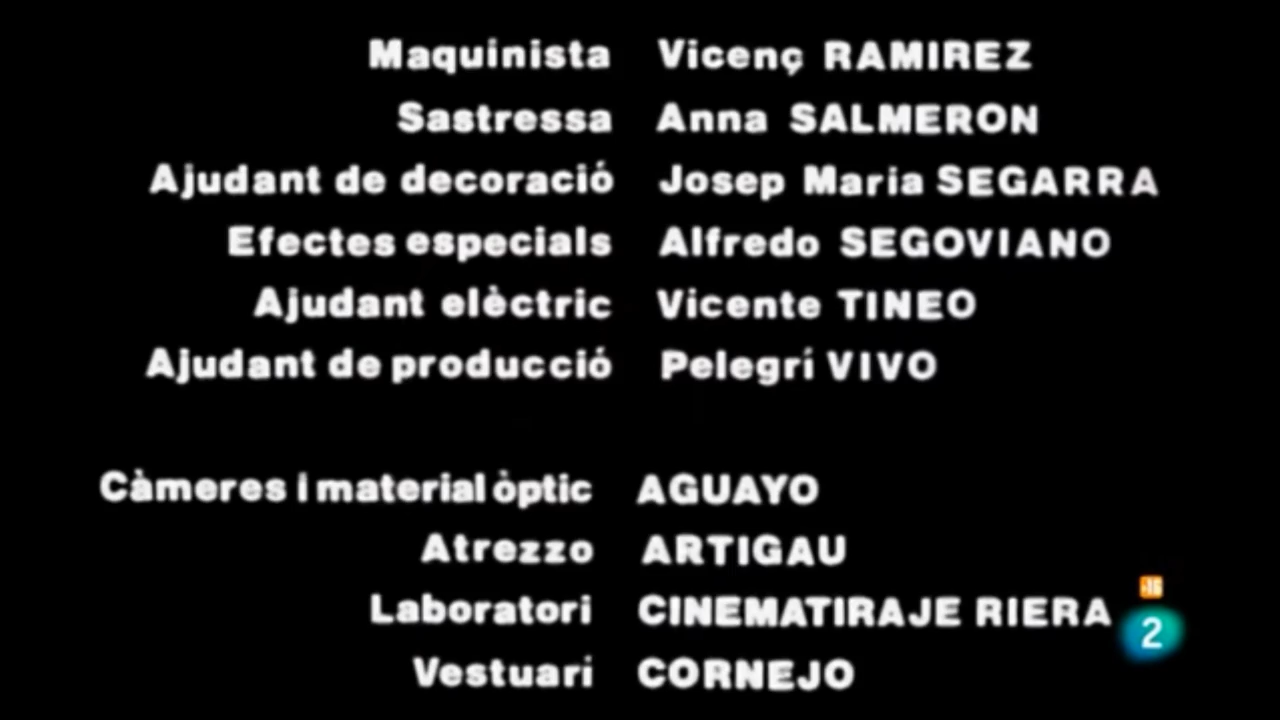 Maquinista Vicenç RAMIREZ
Sastressa Anna SALMERON
Ajudant de decoració Josep Maria SEGARRA
Efectes especials Alfredo SEGOVIANO
Ajudant elèctric Vicente TINEO
Ajudant de producció Pelegrí VIVO
Càmeres i material òptic AGUAYO
Atrezzo ARTIGAU
-16
Laboratori CINEMATIRAJE RIERA
2
Vestuari CORNEJO